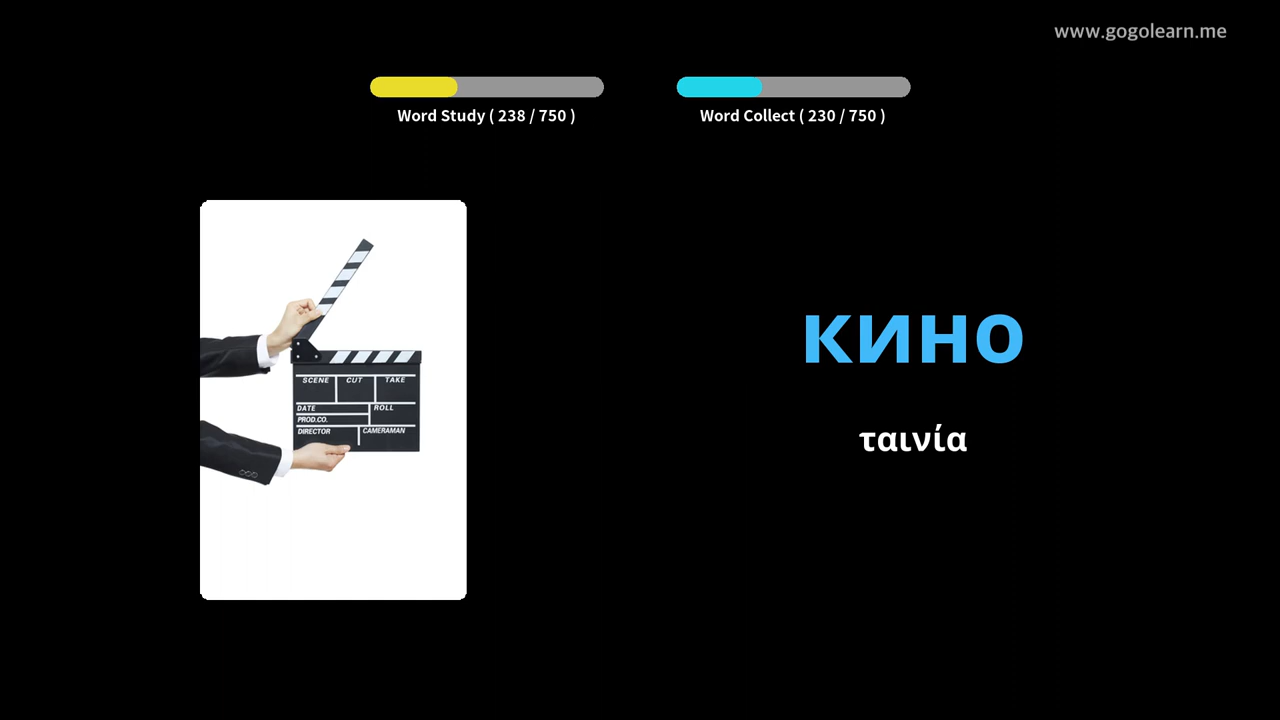 www.gogolearn.me
Word Study ( 238 / 750 )
Word Collect ( 230 / 750 )
SCENE CUT TAKE
DATE ROLL
PROD.CO.
DIRECTOR CAMERAMAN
кино
ταινία